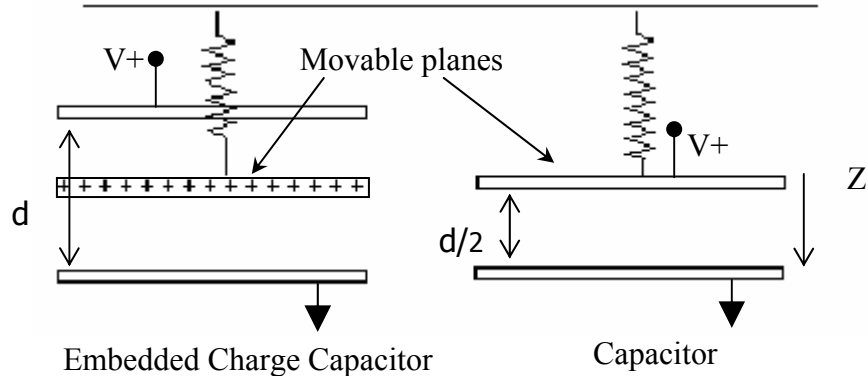 V+
Movable planes
V+
Z
+ + + + + + + + + + + + + +
d
d/2
Embedded Charge Capacitor
Capacitor